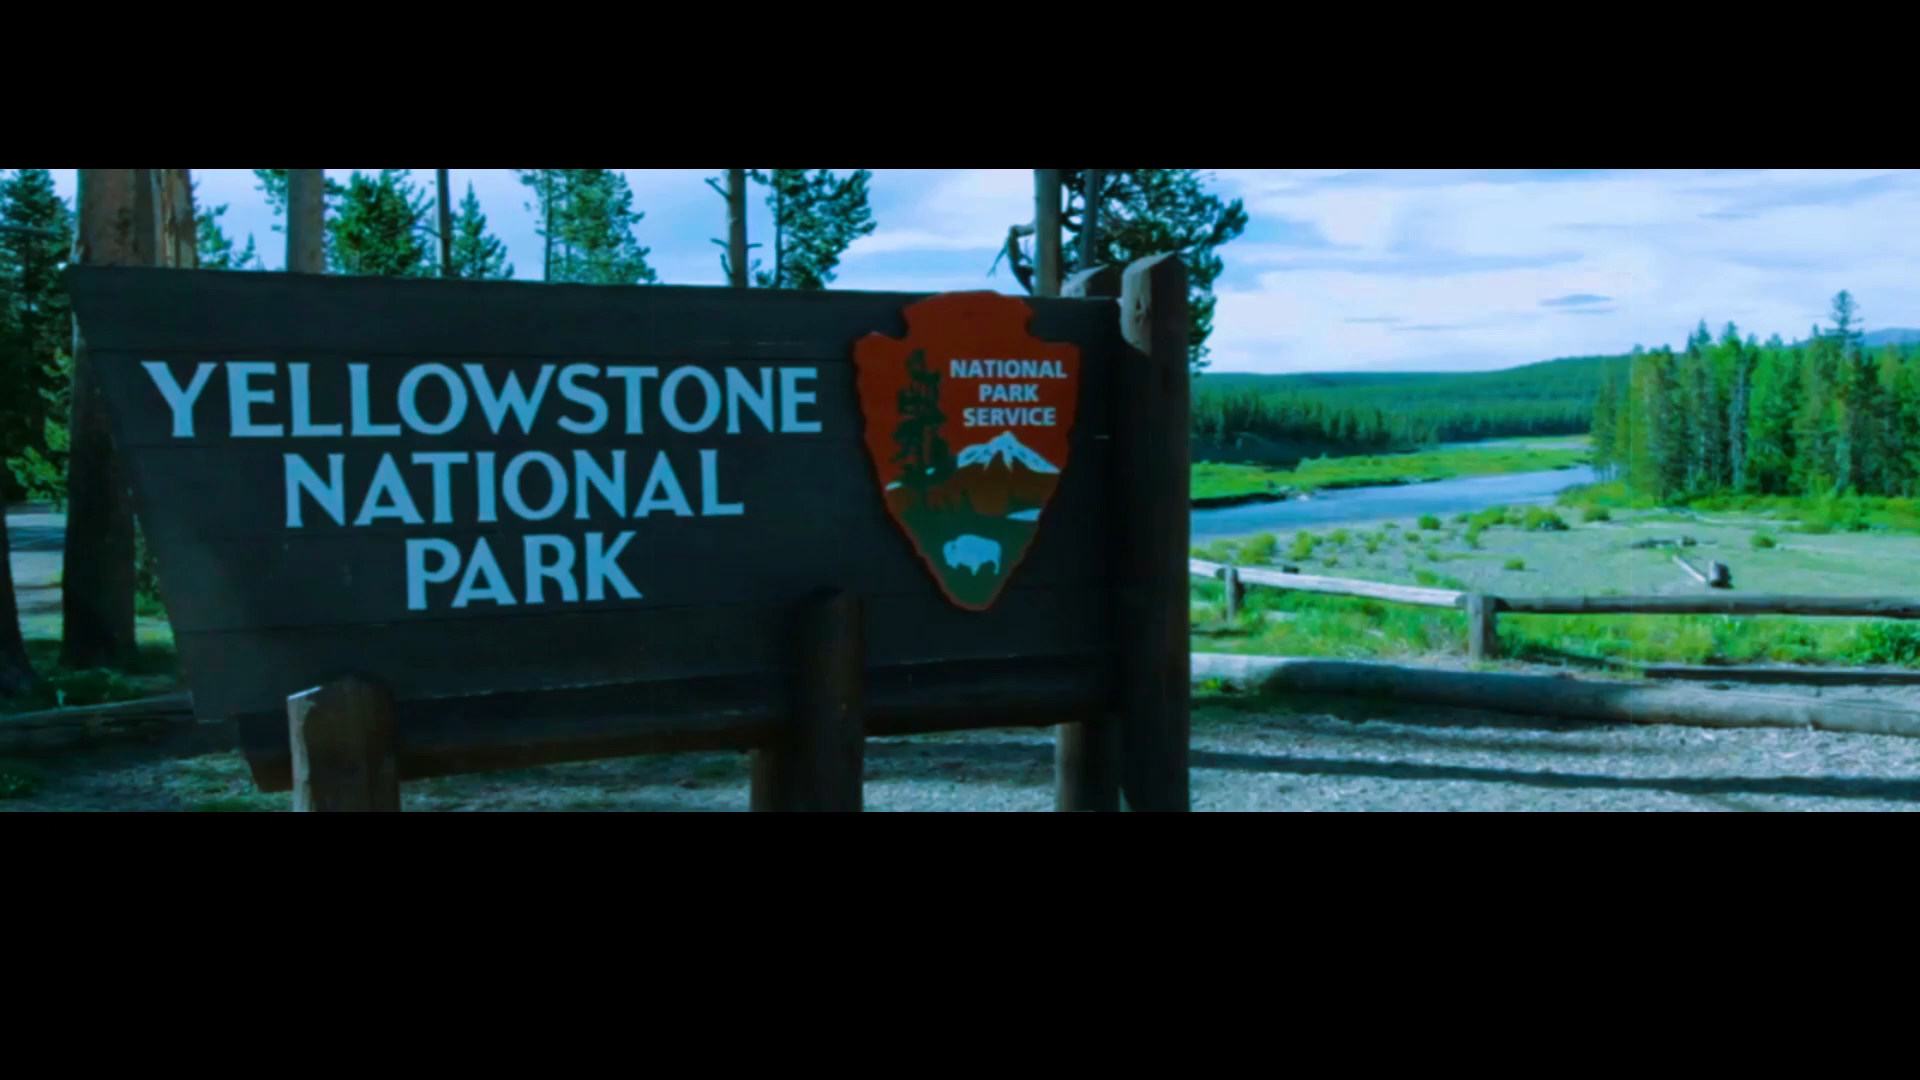 YELLOWSTONE
NATIONAL
PARK
NATIONAL
PARK
SERVICE